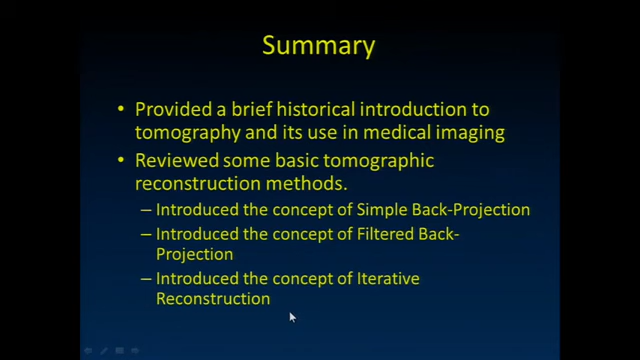 Summary
• Provided a brief historical introduction to
tomography and its use in medical imaging
• Reviewed some basic tomographic
reconstruction methods.
– Introduced the concept of Simple Back-Projection
– Introduced the concept of Filtered Back-
Projection
– Introduced the concept of Iterative
Reconstruction